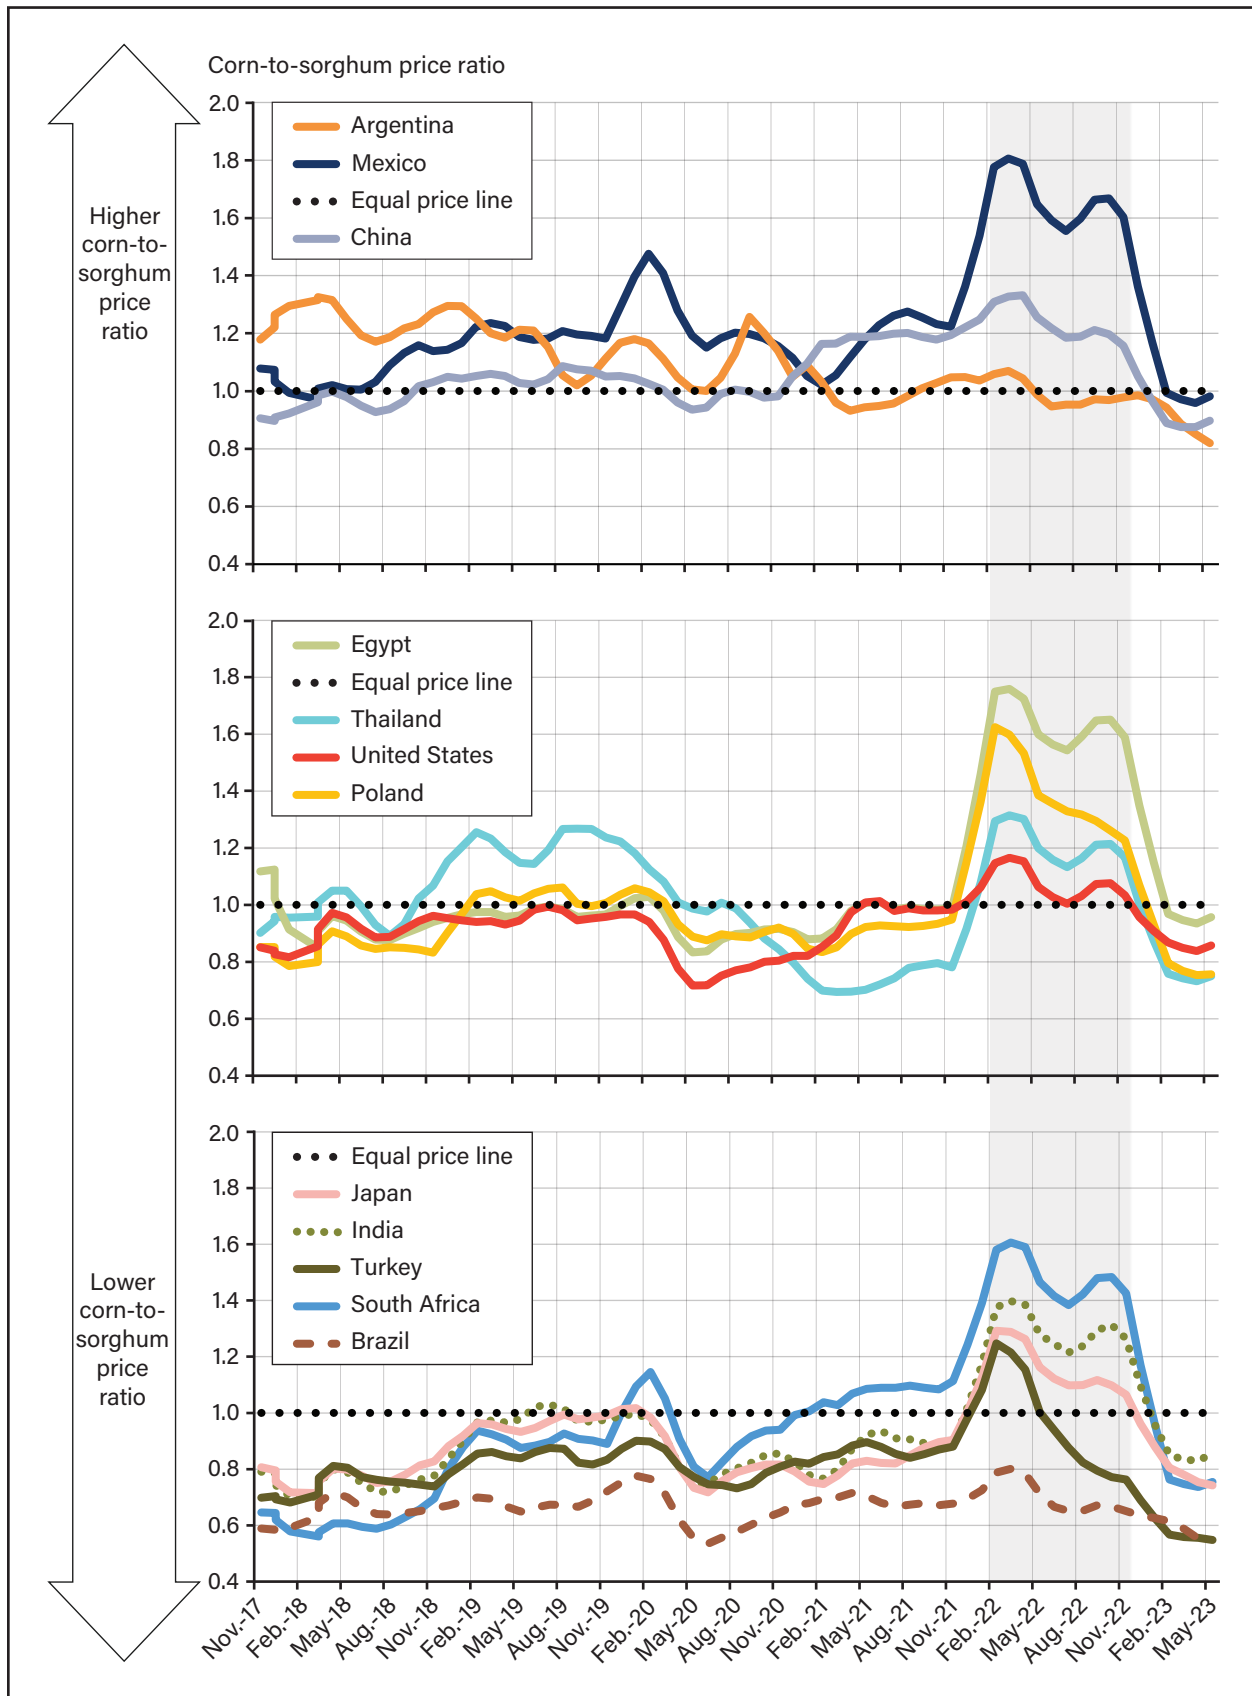 Corn-to-sorghum price ratio
Higher
corn-to-
sorghum
price
ratio
Lower
corn-to-
sorghum
price
ratio
2.0
1.8
1.6
1.4
1.2
1.0
0.8
0.6
0.4
Argentina
Mexico
Equal price line
China
2.0
1.8
1.6
1.4
1.2
1.0
0.8
0.6
0.4
Egypt
Equal price line
Thailand
United States
Poland
2.0
1.8
1.6
1.4
1.2
1.0
0.8
0.6
0.4
Equal price line
Japan
India
Turkey
South Africa
Brazil
Nov.-17
Feb.-18
May-18
Aug.-18
Nov.-18
Feb.-19
May-19
Aug.-19
Nov.-19
Feb.-20
May-20
Aug.-20
Nov.-20
Feb.-21
May-21
Aug.-21
Nov.-21
Feb.-22
May-22
Aug.-22
Nov.-22
Feb.-23
May-23